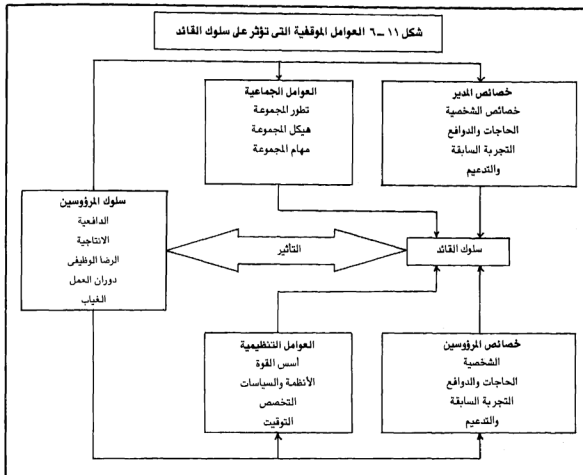 شكل ١١ – ٦ العوامل الموقفية التى تؤثر على سلوك القائد
خصائص المدير
خصائص الشخصية
الحاجات والدوافع
التجربة السابقة
والتدعيم
العوامل الجماعية
تطور المجموعة
هيكل المجموعة
مهام المجموعة
سلوك القائد
التأثير
سلوك المرؤوسين
الدافعية
الانتاجية
الرضا الوظيفى
دوران العمل
الغياب
خصائص المرؤوسين
الشخصية
الحاجات والدوافع
التجربة السابقة
والتدعيم
العوامل التنظيمية
أسس القوة
الأنظمة والسياسات
التخصص
التوقيت